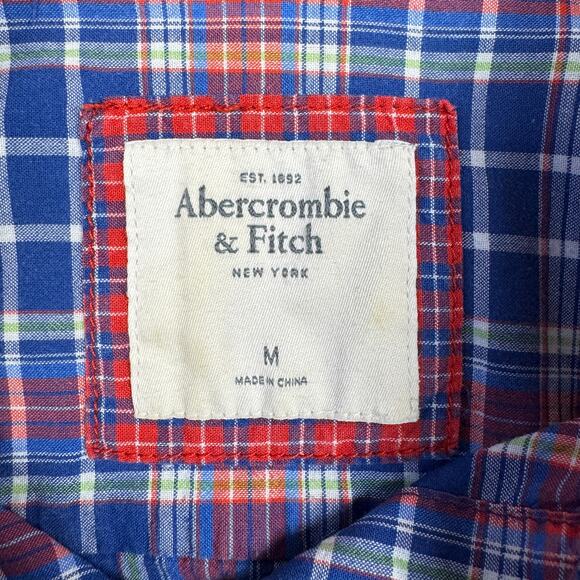 EST. 1892
Abercrombie
& Fitch
NEW YORK
M
MADE IN CHINA